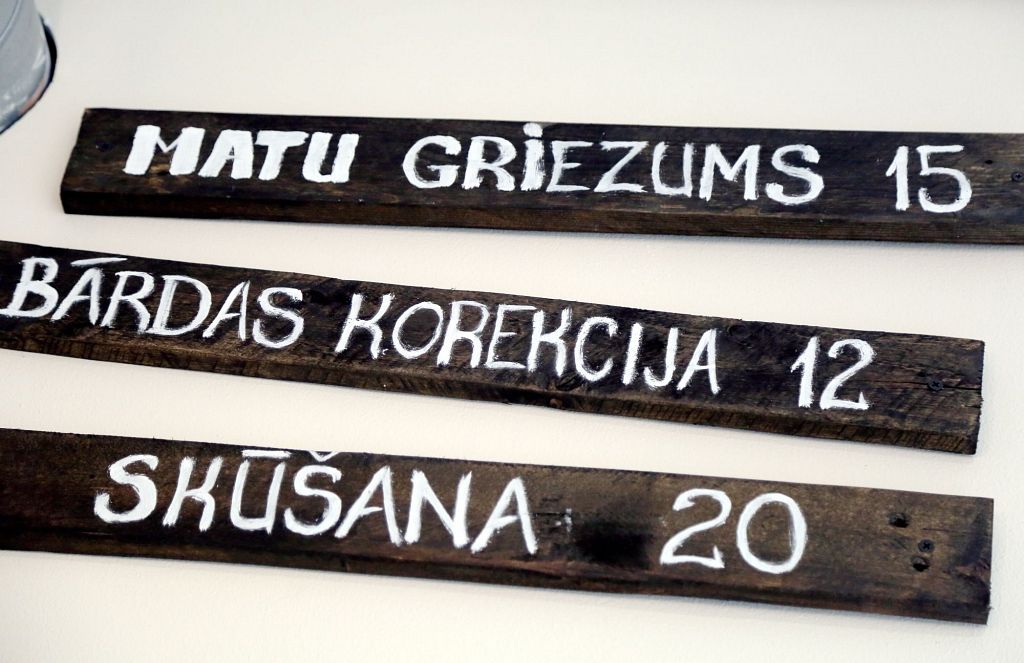 MATU GRIEZUMS 15
BĀRDAS KOREKCIJA 12
SKŪŠANA 20